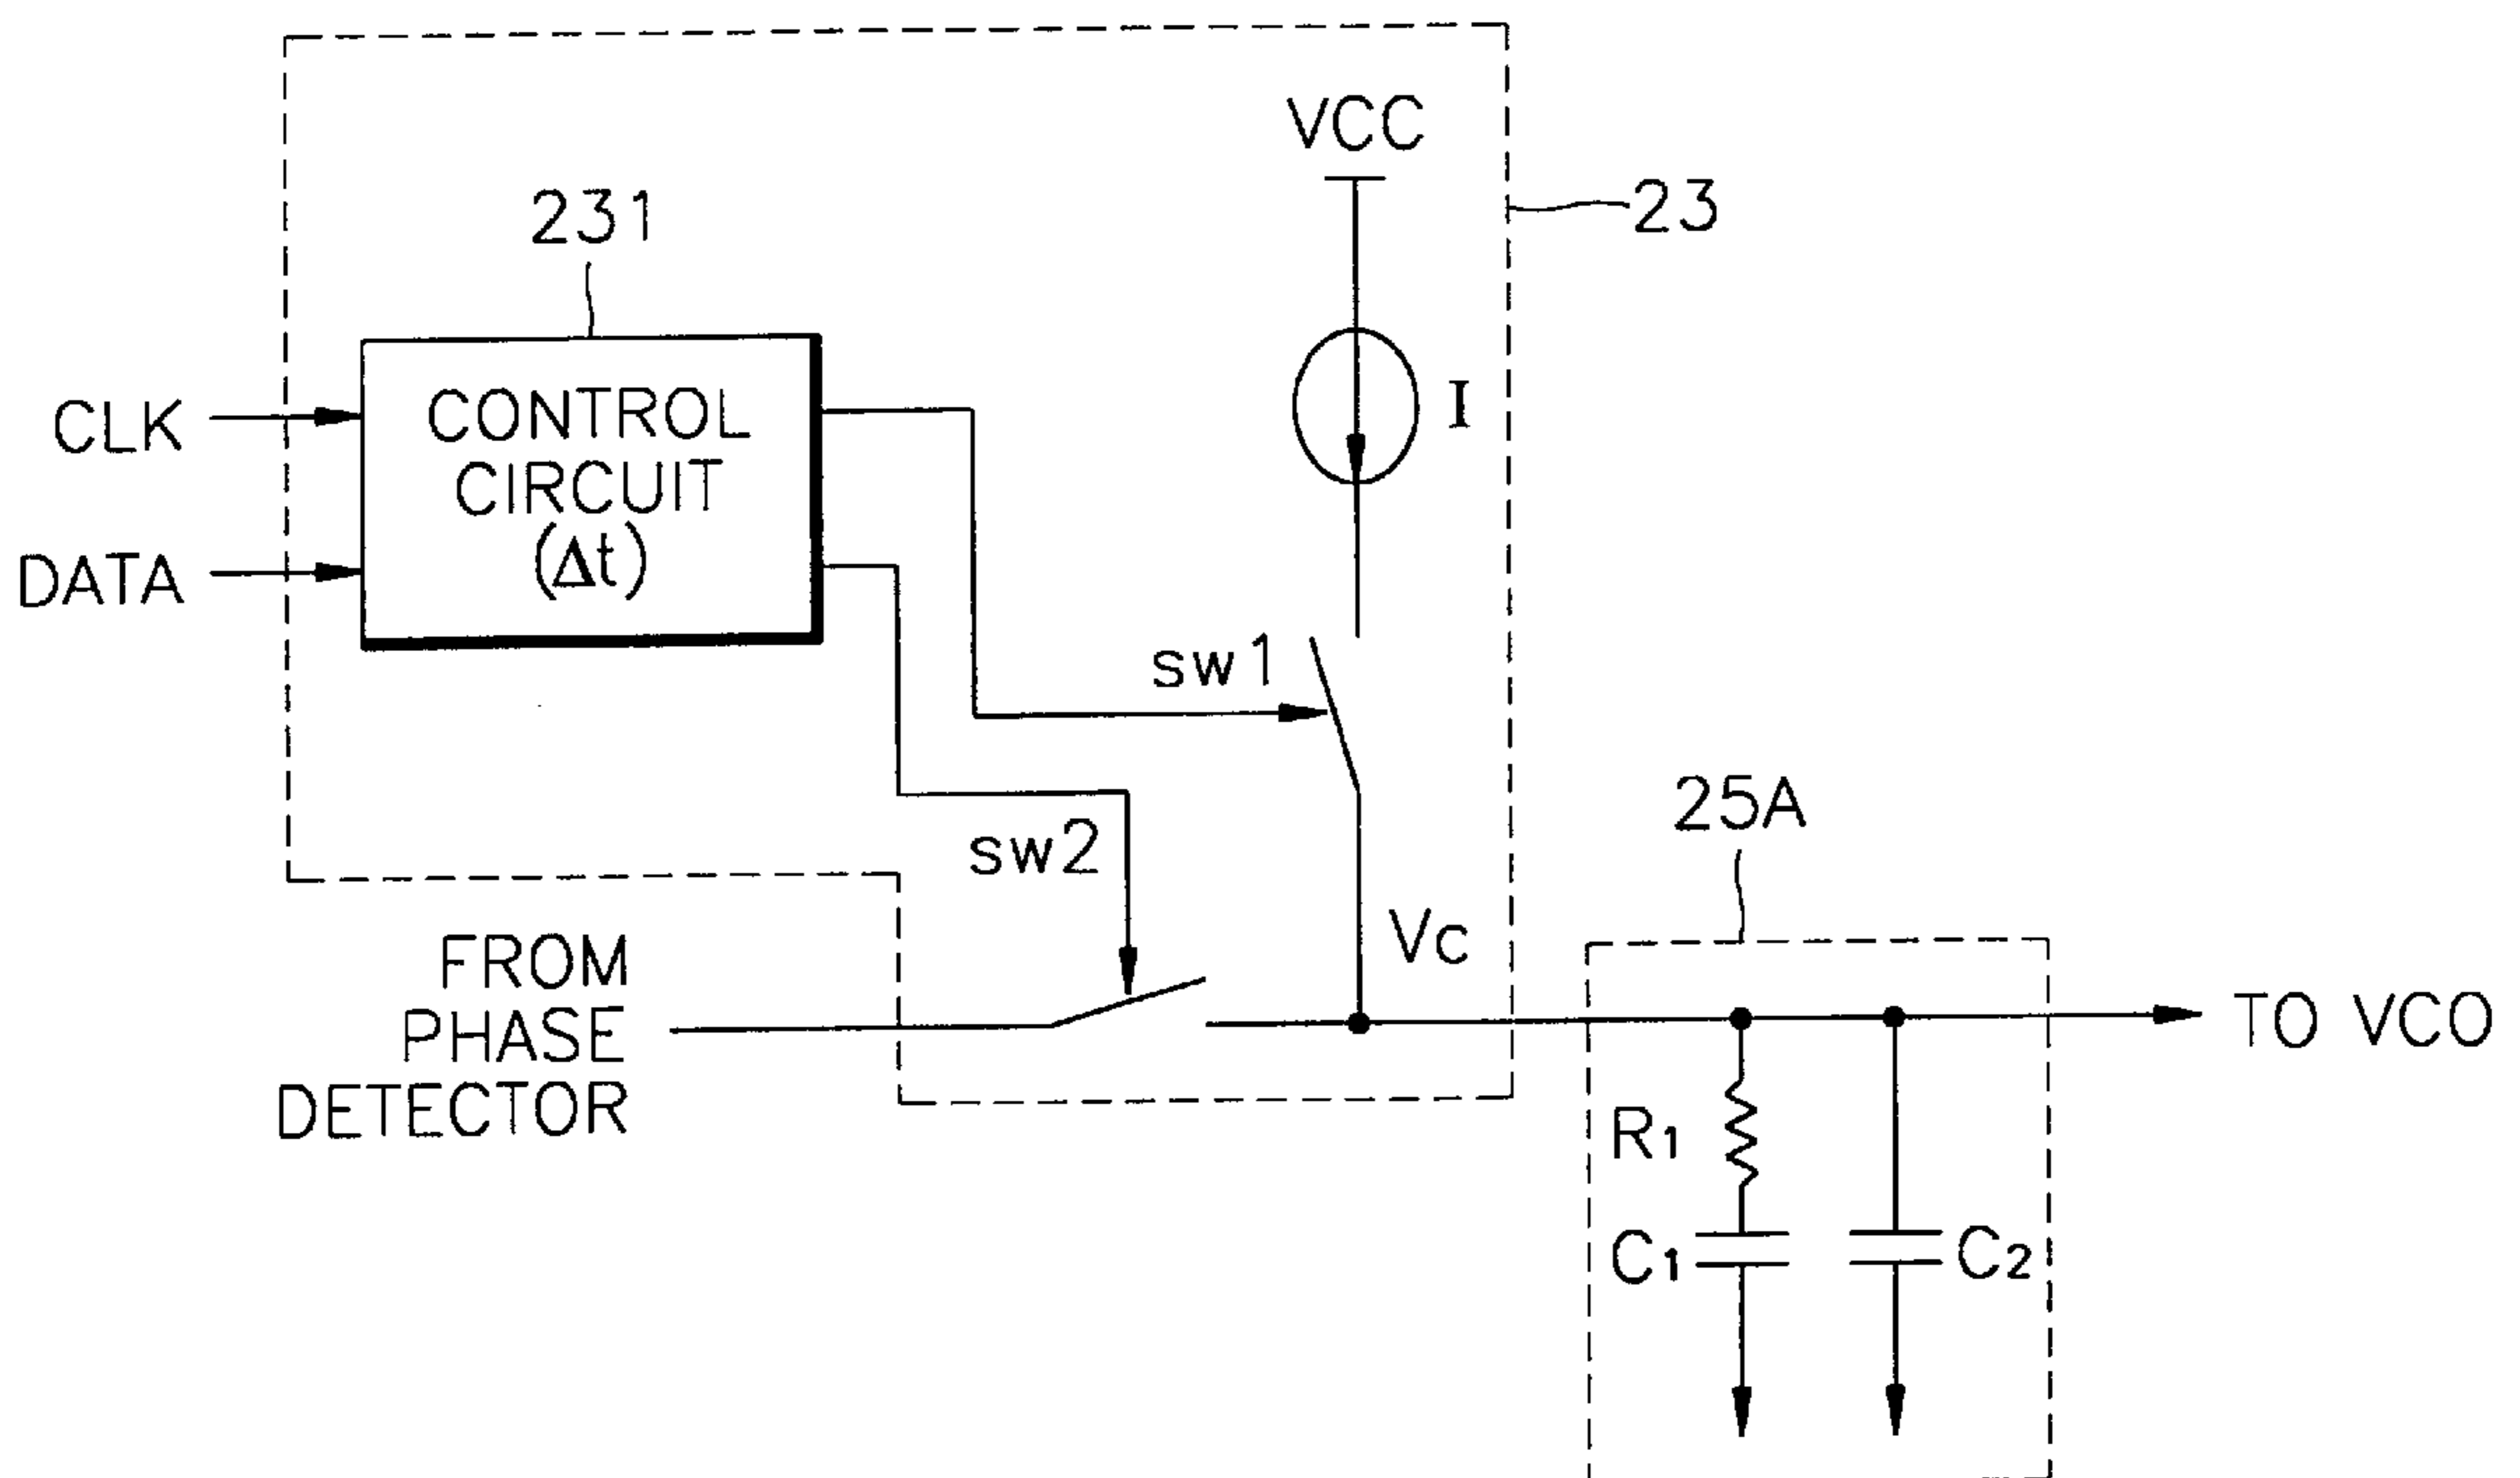 VCC
23
231
CLK
CONTROL
CIRCUIT
(Δt)
I
DATA
sw1
sw2
25A
Vc
FROM
PHASE
DETECTOR
TO VCO
R1
C1
C2